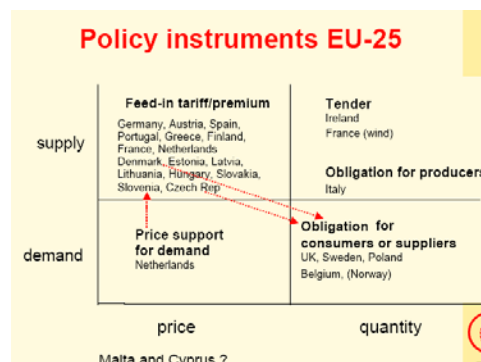 Policy instruments EU-25
Feed-in tariff/premium
Germany, Austria, Spain,
Portugal, Greece, Finland,
France, Netherlands
Denmark, Estonia, Latvia,
Lithuania, Hungary, Slovakia,
Slovenia, Czech Rep
Tender
Ireland
France (wind)
Obligation for producers
Italy
supply
Price support
for demand
Netherlands
Obligation for
consumers or suppliers
UK, Sweden, Poland
Belgium, (Norway)
demand
price
quantity
Malta and Cyprus ?